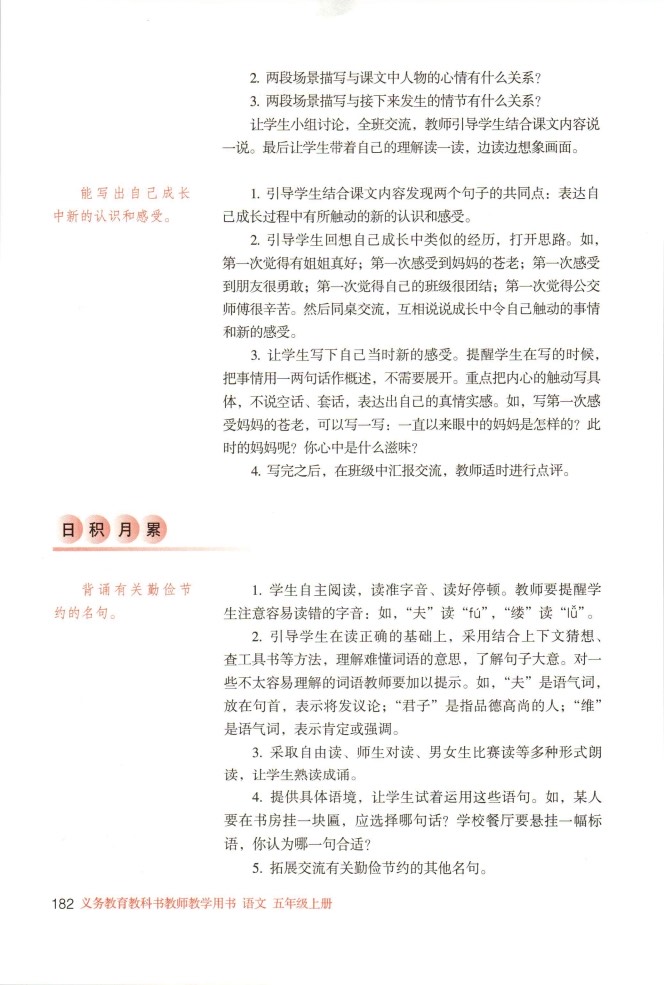 2. 两段场景描写与课文中人物的心情有什么关系？
3. 两段场景描写与接下来发生的情节有什么关系？
让学生小组讨论，全班交流，教师引导学生结合课文内容说
一说。最后让学生带着自己的理解读一读，边读边想象画面。
能写出自己成长
中新的认识和感受。
1. 引导学生结合课文内容发现两个句子的共同点：表达自
己成长过程中有所触动的新的认识和感受。
2. 引导学生回想自己成长中类似的经历，打开思路。如，
第一次觉得有姐姐真好；第一次感受到妈妈的苍老；第一次感受
到朋友很勇敢；第一次觉得自己的班级很团结；第一次觉得公交
师傅很辛苦。然后同桌交流，互相说说成长中令自己触动的事情
和新的感受。
3. 让学生写下自己当时新的感受。提醒学生在写的时候，
把事情用一两句话作概述，不需要展开。重点把内心的触动写具
体，不说空话、套话，表达出自己的真情实感。如，写第一次感
受妈妈的苍老，可以写一写：一直以来眼中的妈妈是怎样的？此
时的妈妈呢？你心中是什么滋味？
4. 写完之后，在班级中汇报交流，教师适时进行点评。
日积月累
背诵有关勤俭节
约的名句。
1. 学生自主阅读，读准字音、读好停顿。教师要提醒学
生注意容易读错的字音：如，“夫”读“fú”，“缕”读“lǚ”。
2. 引导学生在读正确的基础上，采用结合上下文猜想、
查工具书等方法，理解难懂词语的意思，了解句子大意。对一
些不太容易理解的词语教师要加以提示。如，“夫”是语气词，
放在句首，表示将发议论；“君子”是指品德高尚的人；“维”
是语气词，表示肯定或强调。
3. 采取自由读、师生对读、男女生比赛读等多种形式朗
读，让学生熟读成诵。
4. 提供具体语境，让学生试着运用这些语句。如，某人
要在书房挂一块匾，应选择哪句话？学校餐厅要悬挂一幅标
语，你认为哪一句合适？
5. 拓展交流有关勤俭节约的其他名句。
182 义务教育教科书教师教学用书 语文 五年级上册